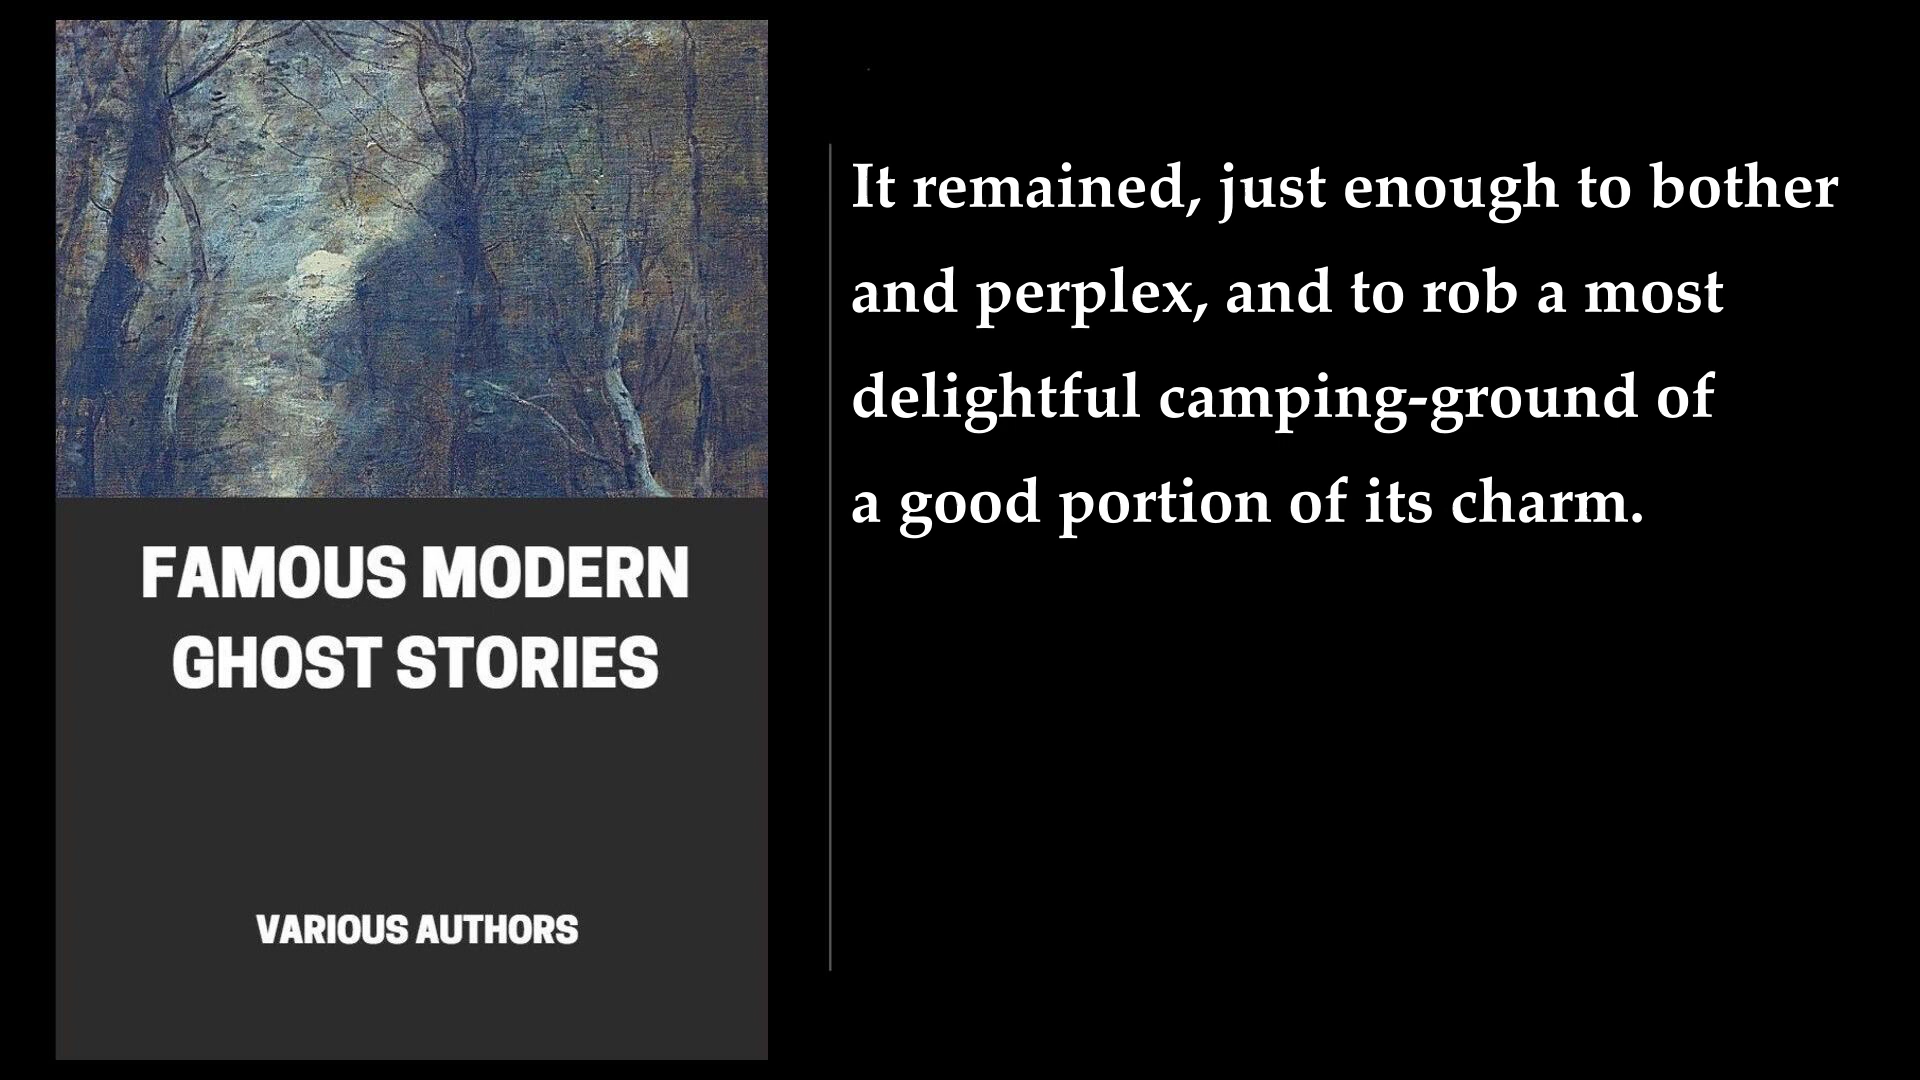 FAMOUS MODERN
GHOST STORIES
VARIOUS AUTHORS
It remained, just enough to bother
and perplex, and to rob a most
delightful camping-ground of
a good portion of its charm.